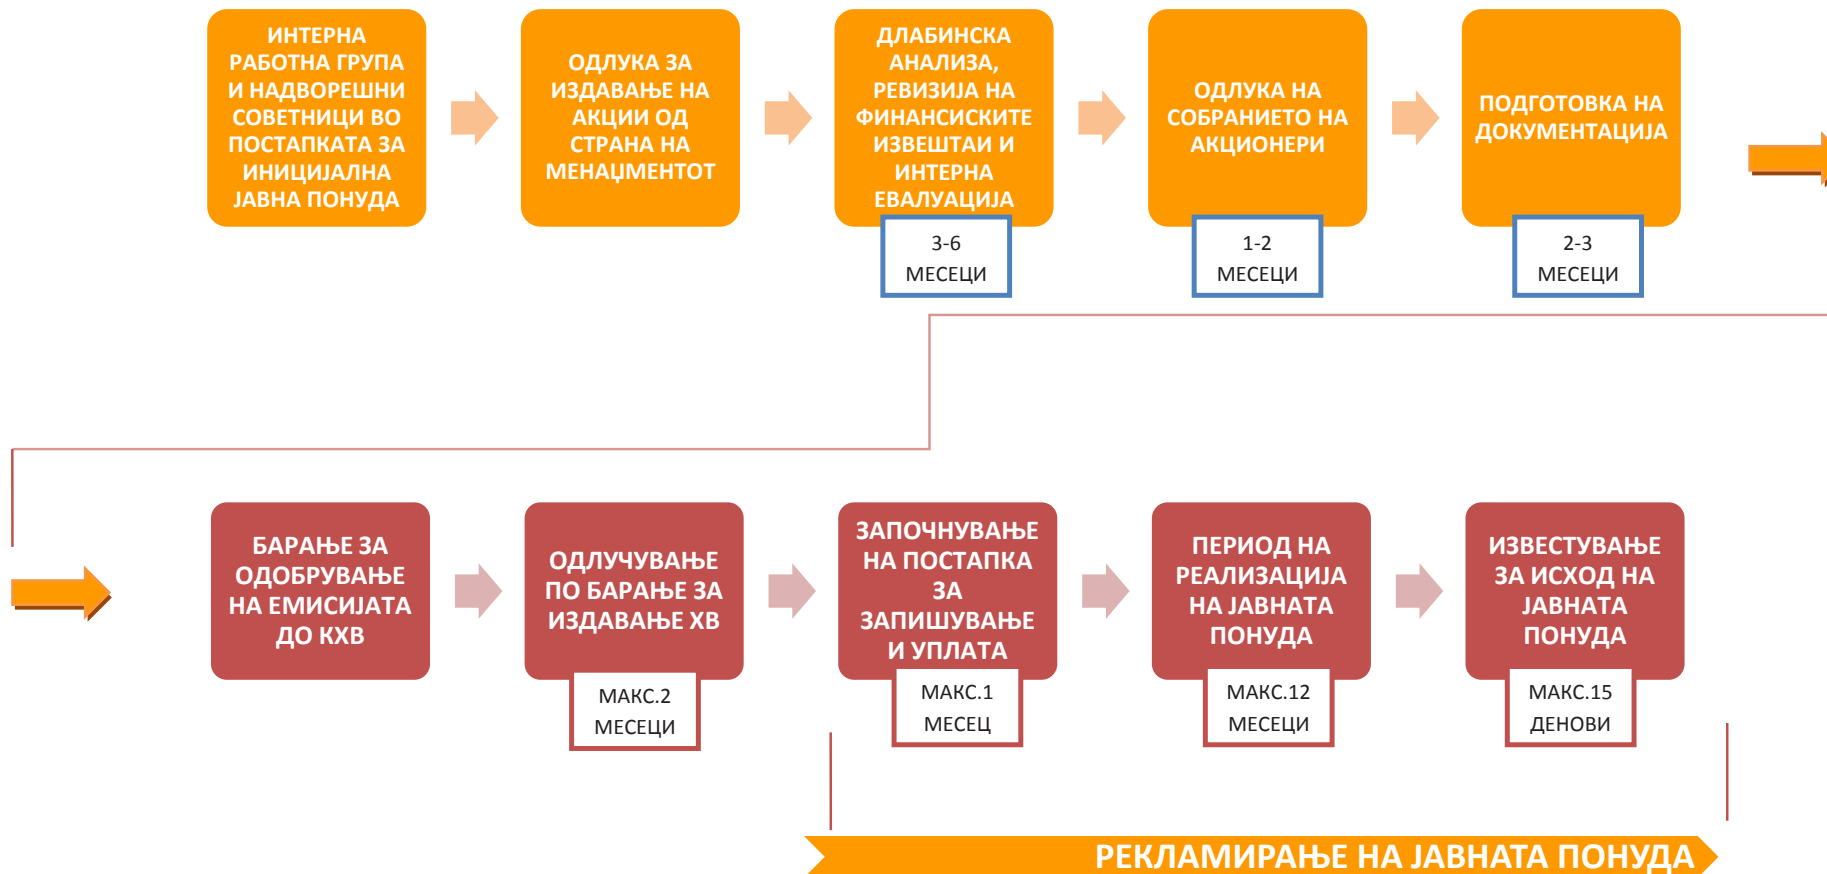 ИНТЕРНА
РАБОТНА ГРУПА
И НАДВОРЕШНИ
СОВЕТНИЦИ ВО
ПОСТАПКАТА ЗА
ИНИЦИЈАЛНА
ЈАВНА ПОНУДА
ОДЛУКА ЗА
ИЗДАВАЊЕ НА
АКЦИИ ОД
СТРАНА НА
МЕНАЏМЕНТОТ
ДЛАБИНСКА
АНАЛИЗА,
РЕВИЗИЈА НА
ФИНАНСИСКИТЕ
ИЗВЕШТАИ И
ИНТЕРНА
ЕВАЛУАЦИЈА
3-6
МЕСЕЦИ
ОДЛУКА НА
СОБРАНИЕТО НА
АКЦИОНЕРИ
1-2
МЕСЕЦИ
ПОДГОТОВКА НА
ДОКУМЕНТАЦИЈА
2-3
МЕСЕЦИ
БАРАЊЕ ЗА
ОДОБРУВАЊЕ
НА ЕМИСИЈАТА
ДО КХВ
ОДЛУЧУВАЊЕ
ПО БАРАЊЕ ЗА
ИЗДАВАЊЕ ХВ
МАКС.2
МЕСЕЦИ
ЗАПОЧНУВАЊЕ
НА ПОСТАПКА
ЗА
ЗАПИШУВАЊЕ
И УПЛАТА
МАКС.1
МЕСЕЦ
ПЕРИОД НА
РЕАЛИЗАЦИЈА
НА ЈАВНАТА
ПОНУДА
МАКС.12
МЕСЕЦИ
ИЗВЕСТУВАЊЕ
ЗА ИСХОД НА
ЈАВНАТА
ПОНУДА
МАКС.15
ДЕНОВИ
РЕКЛАМИРАЊЕ НА ЈАВНАТА ПОНУДА